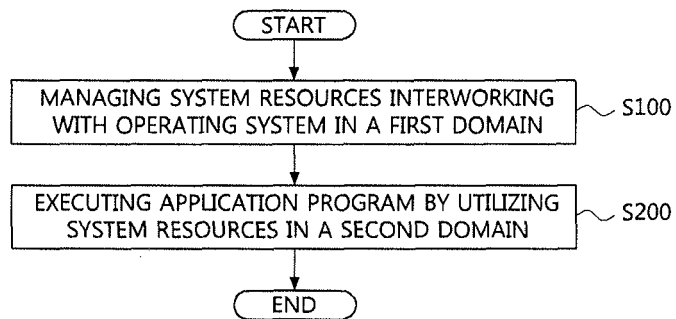 START
MANAGING SYSTEM RESOURCES INTERWORKING
WITH OPERATING SYSTEM IN A FIRST DOMAIN
S100
EXECUTING APPLICATION PROGRAM BY UTILIZING
SYSTEM RESOURCES IN A SECOND DOMAIN
S200
END